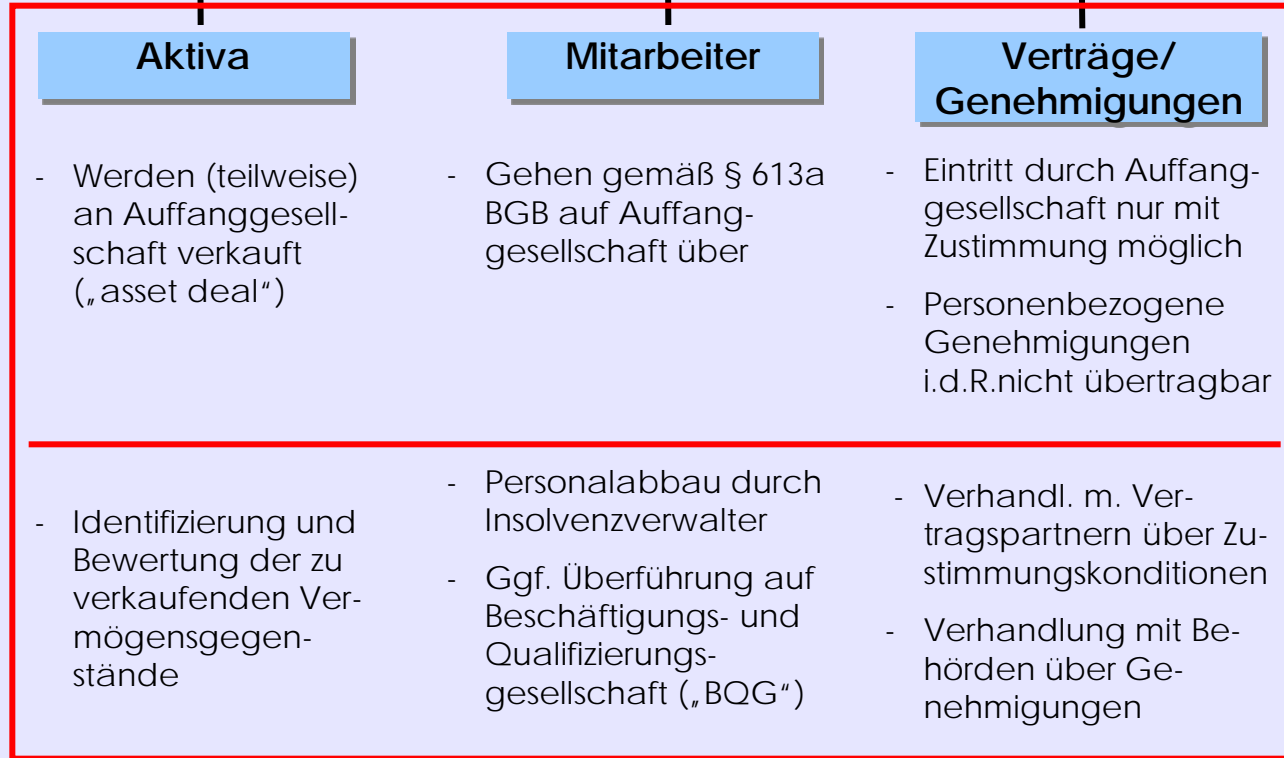 Aktiva
- Werden (teilweise)
an Auffanggesell-
schaft verkauft
(„asset deal“)
- Identifizierung und
Bewertung der zu
verkaufenden Ver-
mögensgegen-
stände
Mitarbeiter
- Gehen gemäß § 613a
BGB auf Auffang-
gesellschaft über
- Personalabbau durch
Insolvenzverwalter
- Ggf. Überführung auf
Beschäftigungs- und
Qualifizierungs-
gesellschaft („BQG“)
Verträge/
Genehmigungen
- Eintritt durch Auffang-
gesellschaft nur mit
Zustimmung möglich
- Personenbezogene
Genehmigungen
i.d.R.nicht übertragbar
- Verhandl. m. Ver-
tragspartnern über Zu-
stimmungskonditionen
- Verhandlung mit Be-
hörden über Ge-
nehmigungen